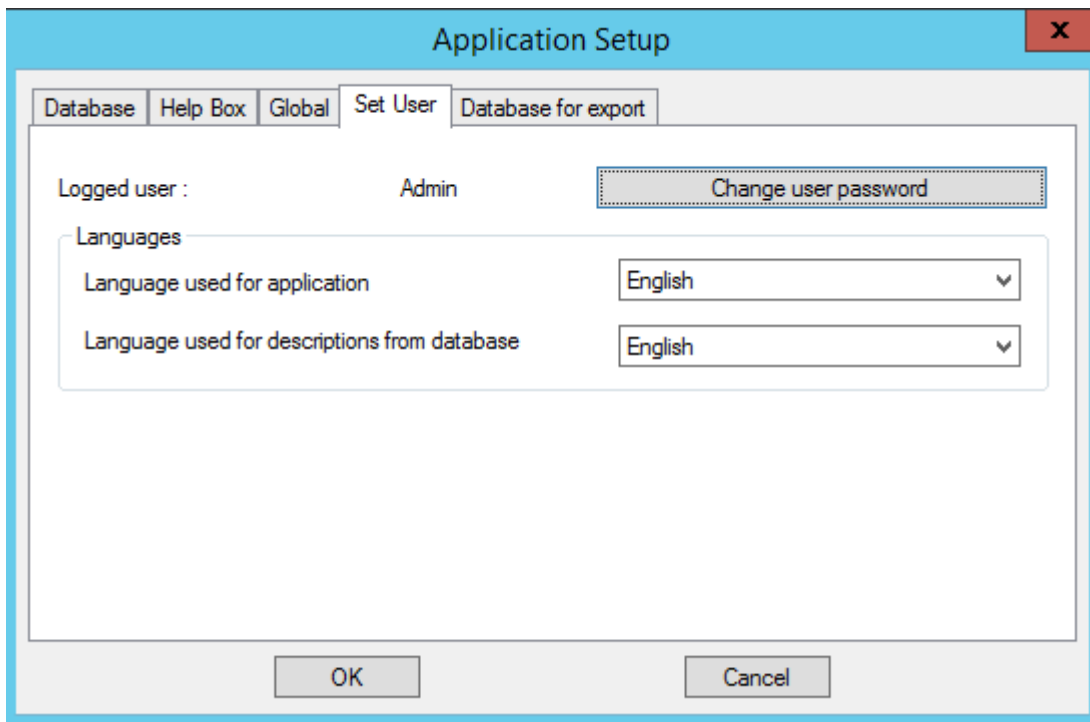 Application Setup
x
Database Help Box Global Set User Database for export
Logged user : Admin Change user password
Languages
Language used for application English
Language used for descriptions from database English
OK Cancel